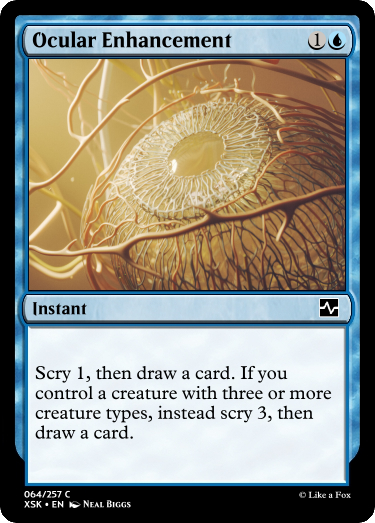 Ocular Enhancement 1
Instant
Scry 1, then draw a card. If you
control a creature with three or more
creature types, instead scry 3, then
draw a card.
064/257 C
XSK • EN Neal Biggs
© Like a Fox